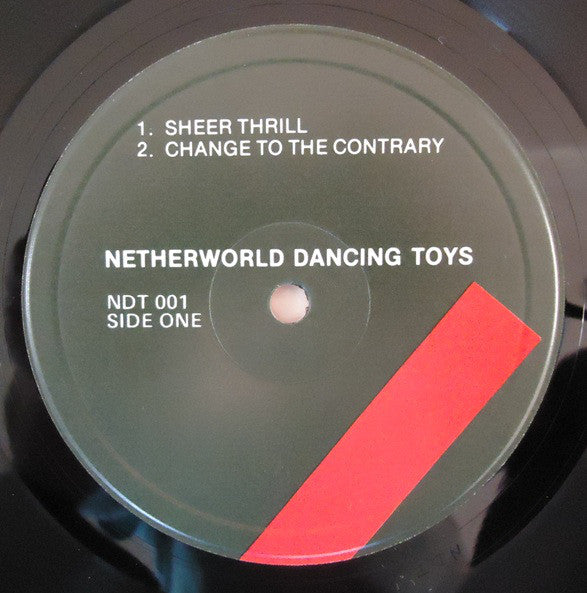 1. SHEER THRILL
2. CHANGE TO THE CONTRARY
NETHERWORLD DANCING TOYS
NDT 001
SIDE ONE